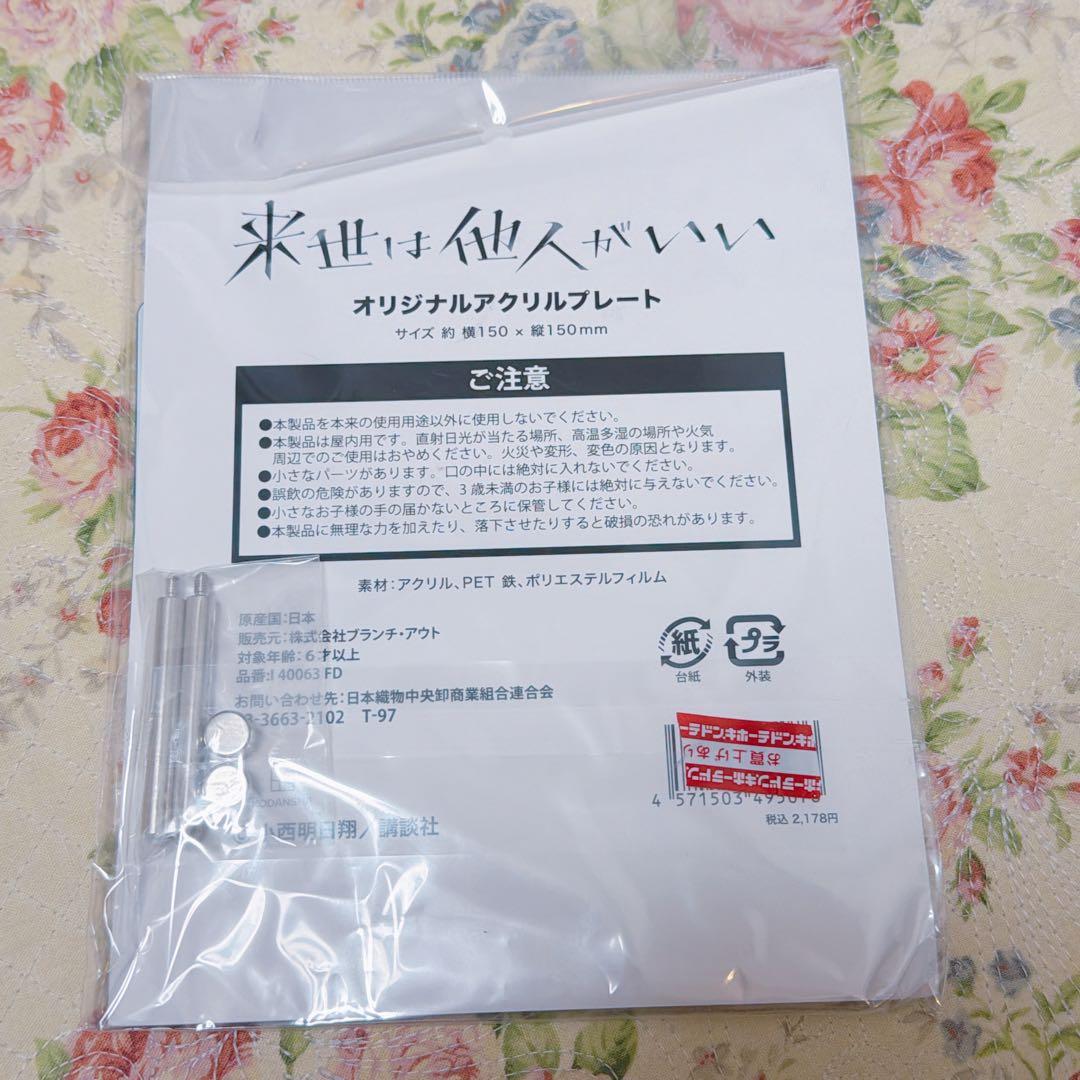 来世は他人がいい
オリジナルアクリルプレート
サイズ 約 横150 × 縦150mm
ご注意
●本製品を本来の使用用途以外に使用しないでください。
●本製品は屋内用です。直射日光が当たる場所、高温多湿の場所や火気
周辺でのご使用はおやめください。火災や変形、変色の原因となります。
●小さなパーツがあります。口の中には絶対に入れないでください。
●誤飲の危険がありますので、3歳未満のお子様には絶対に与えないでください。
●小さなお子様の手の届かないところに保管してください。
●本製品に無理な力を加えたり、落下させたりすると破損の恐れがあります。
素材:アクリル、PET 鉄、ポリエステルフィルム
原産国:日本
販売元:株式会社ブランチ・アウト
対象年齢:6才以上
品番:I40063FD
お問い合わせ先:日本織物中央卸商業組合連合会
3-3663-2102 T-97
紙
台紙
プラ
外装
ドンキホーテ
お買上げあり
ドンキホーテ
4 571503
税込 2,178円
KODANSHA
小西明日翔/講談社